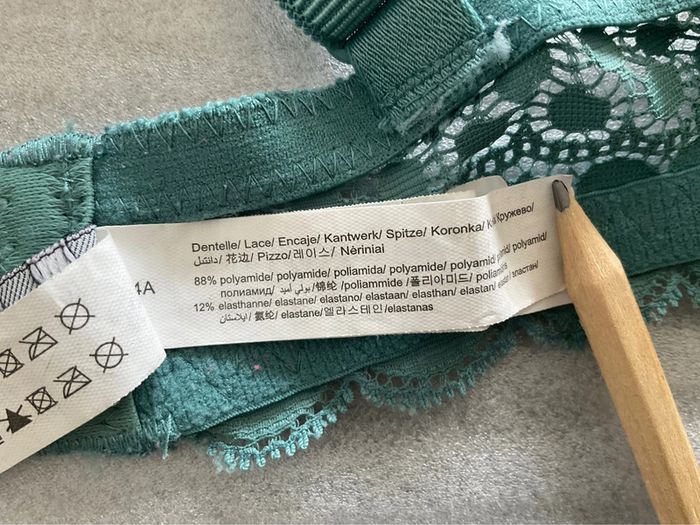 Dentelle/ Lace/ Encaje/ Kantwerk/ Spitze/ Koronka/ Кружево/
دانتيل/ 花边/ Pizzo/레이스/ Nėriniai
88% polyamide/ polyamide/ poliamida/ polyamide/ polyamid/ polyamid/
полиамид/ بولي أميد /锦纶/poliammide /폴리아미드/ poliamidas
12% elasthanne/ elastane/ elastano/ elastaan/ elasthan/ elastan/ эластан/
ايلاستان/ 氨纶/ elastane/엘라스테인/elastanas
4A